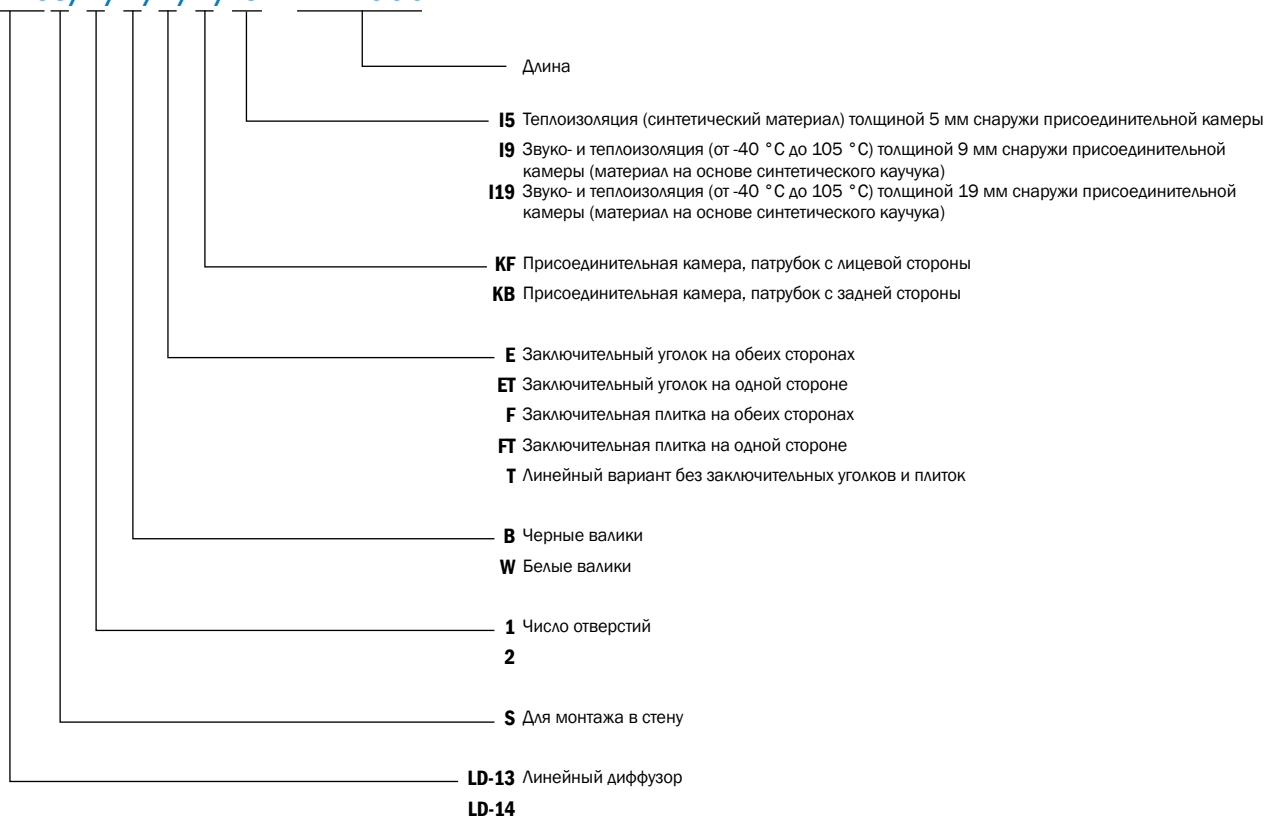 Длина
I5 Теплоизоляция (синтетический материал) толщиной 5 мм снаружи присоединительной камеры
I9 Звуко- и теплоизоляция (от -40 °C до 105 °C) толщиной 9 мм снаружи присоединительной
камеры (материал на основе синтетического каучука)
I19 Звуко- и теплоизоляция (от -40 °C до 105 °C) толщиной 19 мм снаружи присоединительной
камеры (материал на основе синтетического каучука)
KF Присоединительная камера, патрубок с лицевой стороны
KB Присоединительная камера, патрубок с задней стороны
E Заключительный уголок на обеих сторонах
ET Заключительный уголок на одной стороне
F Заключительная плитка на обеих сторонах
FT Заключительная плитка на одной стороне
T Линейный вариант без заключительных уголков и плиток
B Черные валики
W Белые валики
1 Число отверстий
2
S Для монтажа в стену
LD-13 Линейный диффузор
LD-14